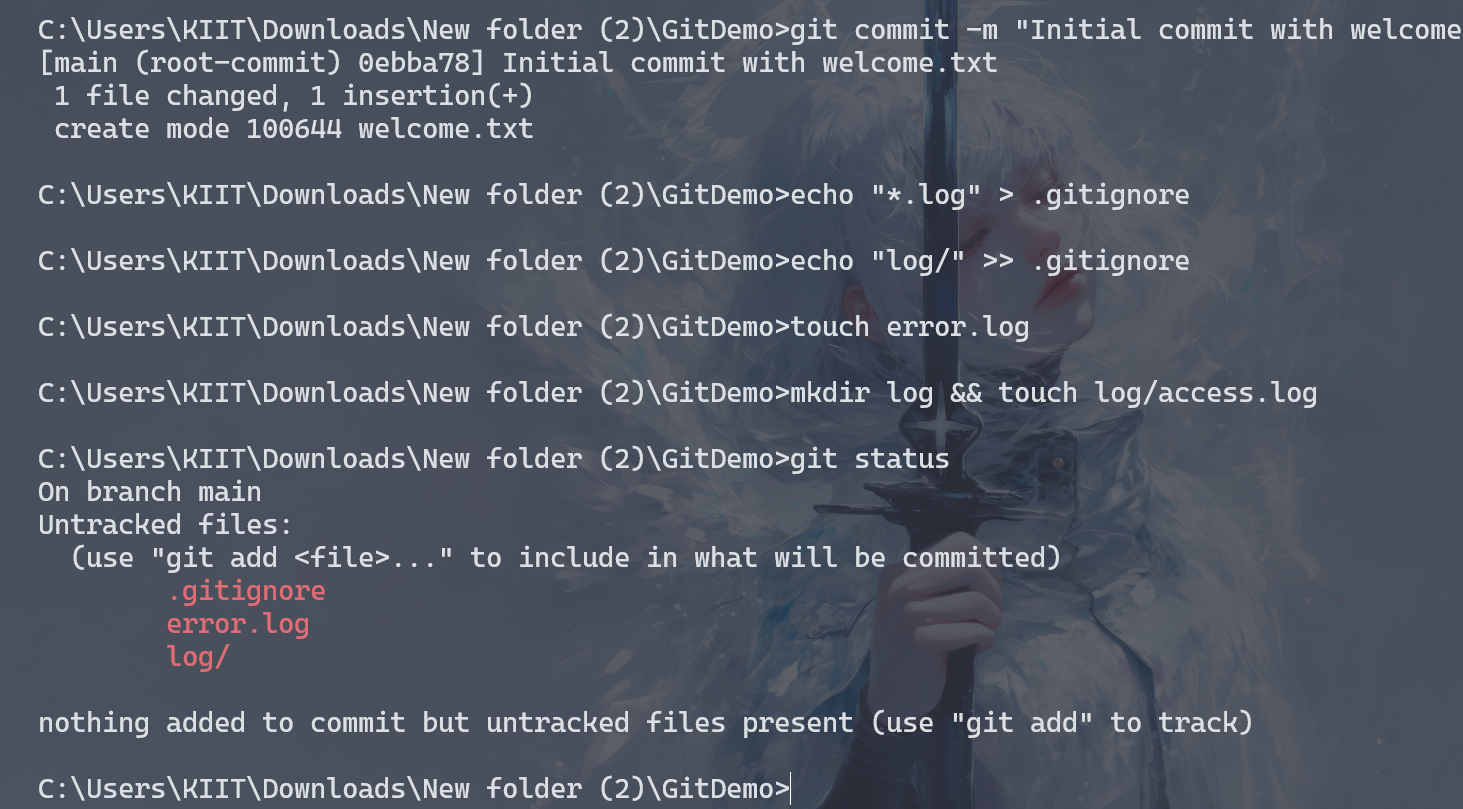 C:\Users\KIIT\Downloads\New folder (2)\GitDemo>git commit -m "Initial commit with welcome
[main (root-commit) 0ebba78] Initial commit with welcome.txt
 1 file changed, 1 insertion(+)
 create mode 100644 welcome.txt
C:\Users\KIIT\Downloads\New folder (2)\GitDemo>echo "*.log" > .gitignore
C:\Users\KIIT\Downloads\New folder (2)\GitDemo>echo "log/" >> .gitignore
C:\Users\KIIT\Downloads\New folder (2)\GitDemo>touch error.log
C:\Users\KIIT\Downloads\New folder (2)\GitDemo>mkdir log && touch log/access.log
C:\Users\KIIT\Downloads\New folder (2)\GitDemo>git status
On branch main
Untracked files:
  (use "git add <file>..." to include in what will be committed)
        .gitignore
        error.log
        log/
nothing added to commit but untracked files present (use "git add" to track)
C:\Users\KIIT\Downloads\New folder (2)\GitDemo>